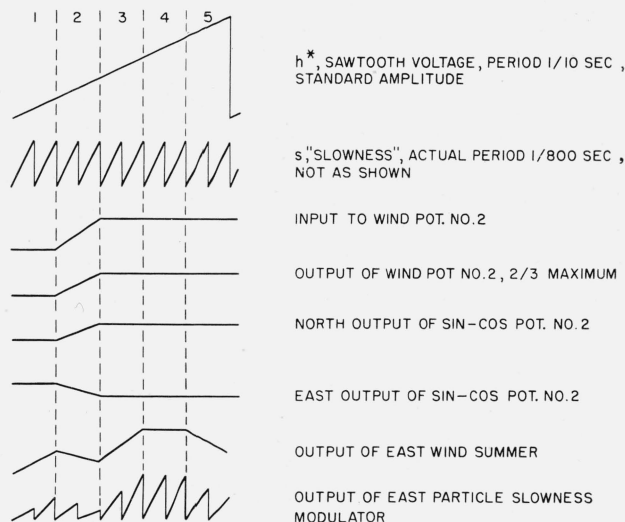 1 2 3 4 5
h*, SAWTOOTH VOLTAGE, PERIOD 1/10 SEC,
STANDARD AMPLITUDE
s,"SLOWNESS", ACTUAL PERIOD 1/800 SEC,
NOT AS SHOWN
INPUT TO WIND POT. NO.2
OUTPUT OF WIND POT NO.2, 2/3 MAXIMUM
NORTH OUTPUT OF SIN-COS POT. NO.2
EAST OUTPUT OF SIN-COS POT. NO.2
OUTPUT OF EAST WIND SUMMER
OUTPUT OF EAST PARTICLE SLOWNESS
MODULATOR